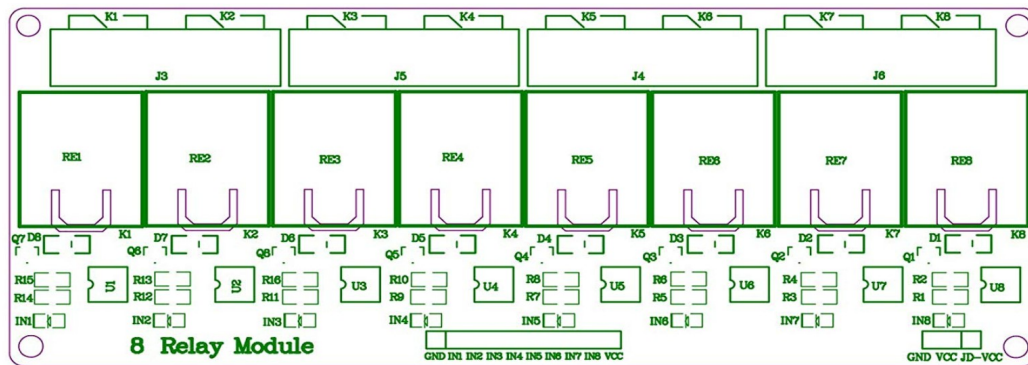 K1 K2 K3 K4 K5 K6 K7 K8
J3 J5 J4 J6
RE1 RE2 RE3 RE4 RE5 RE6 RE7 RE8
K1 K2 K3 K4 K5 K6 K7 K8
Q7 D8 Q6 D7 Q8 D6 Q5 D5 Q4 D4 Q3 D3 Q2 D2 Q1 D1
R15 R13 R16 R10 R8 R6 R4 R2
U1 U2 U3 U4 U5 U6 U7 U8
R14 R12 R11 R9 R7 R5 R3 R1
IN1 IN2 IN3 IN4 IN5 IN6 IN7 IN8
8 Relay Module
GND IN1 IN2 IN3 IN4 IN5 IN6 IN7 IN8 VCC
GND VCC JD-VCC